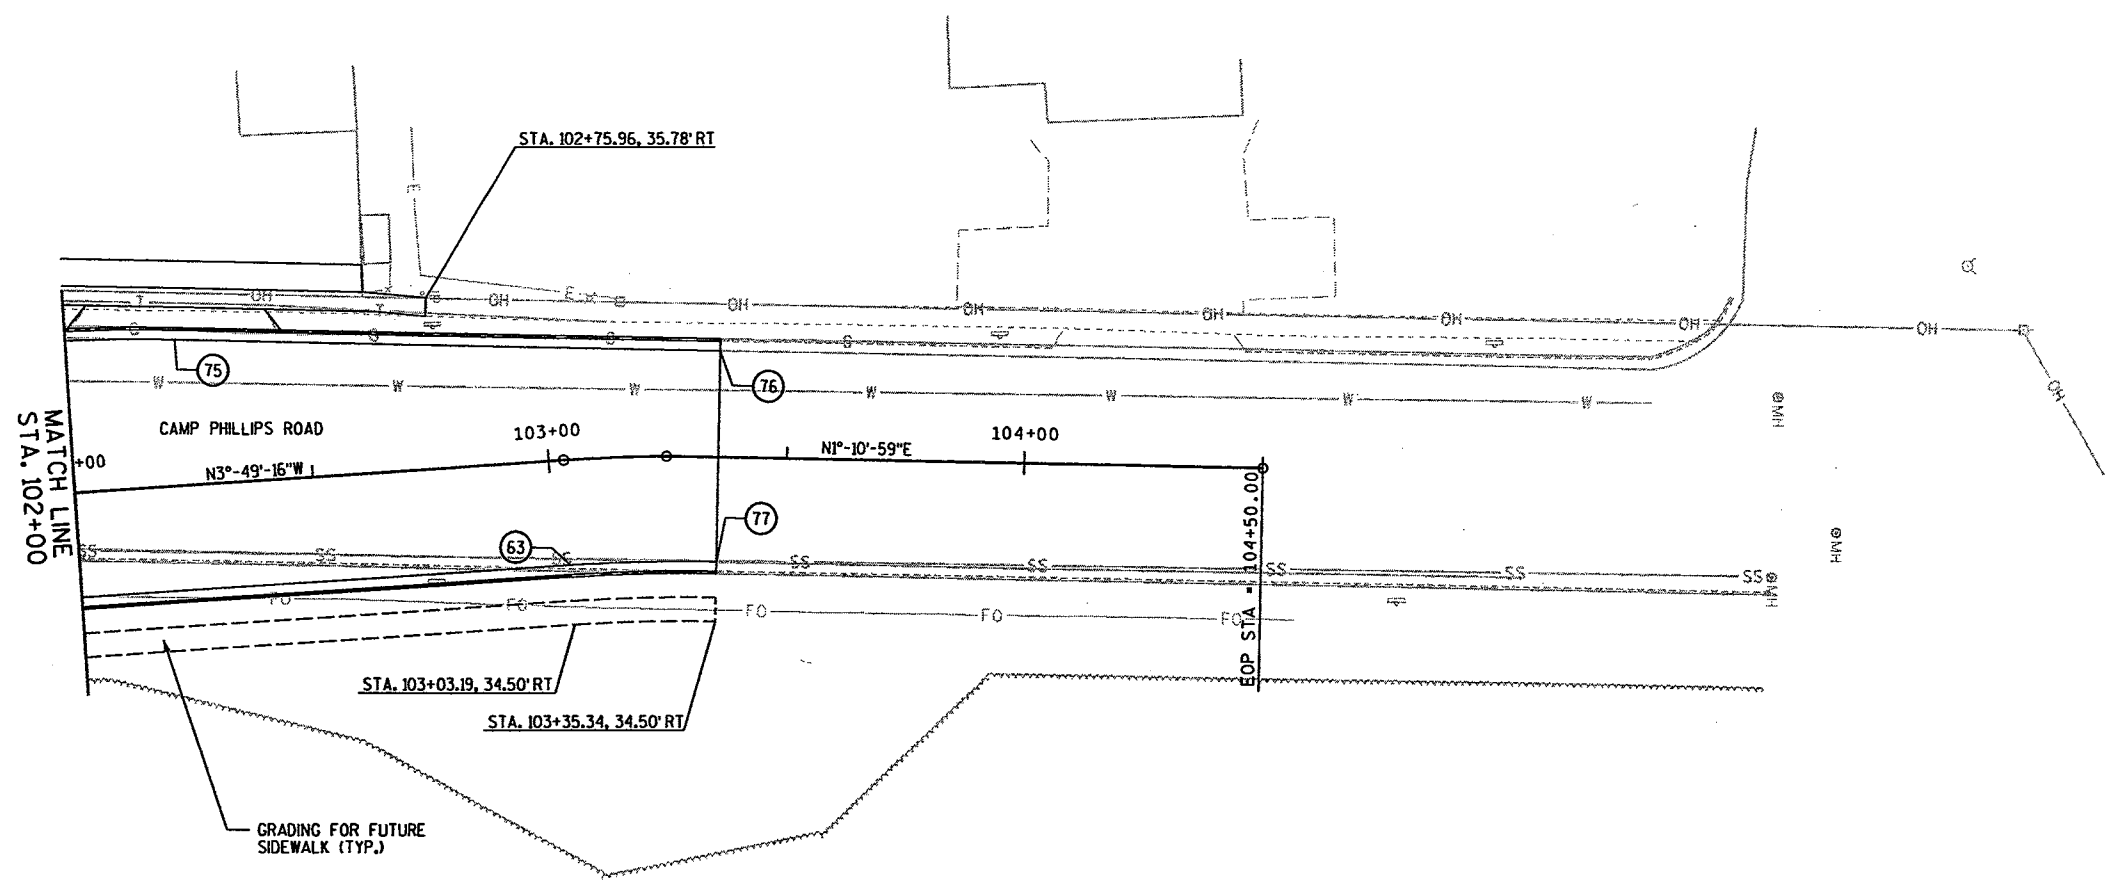 STA. 102+75.96, 35.78' RT
E
T OH T OH E X OH OH OH OH OH OH OH
G G G G
75
76
W W W W W W W
MH
CAMP PHILLIPS ROAD
103+00
104+00
+00
N3°-49'-16"W
N1°-10'-59"E
MATCH LINE
STA. 102+00
77
63
MH
SS SS SS SS SS SS SS SS
MH
FO FO FO FO FO
EOP STA = 104+50.00
STA. 103+03.19, 34.50' RT
STA. 103+35.34, 34.50' RT
GRADING FOR FUTURE
SIDEWALK (TYP.)